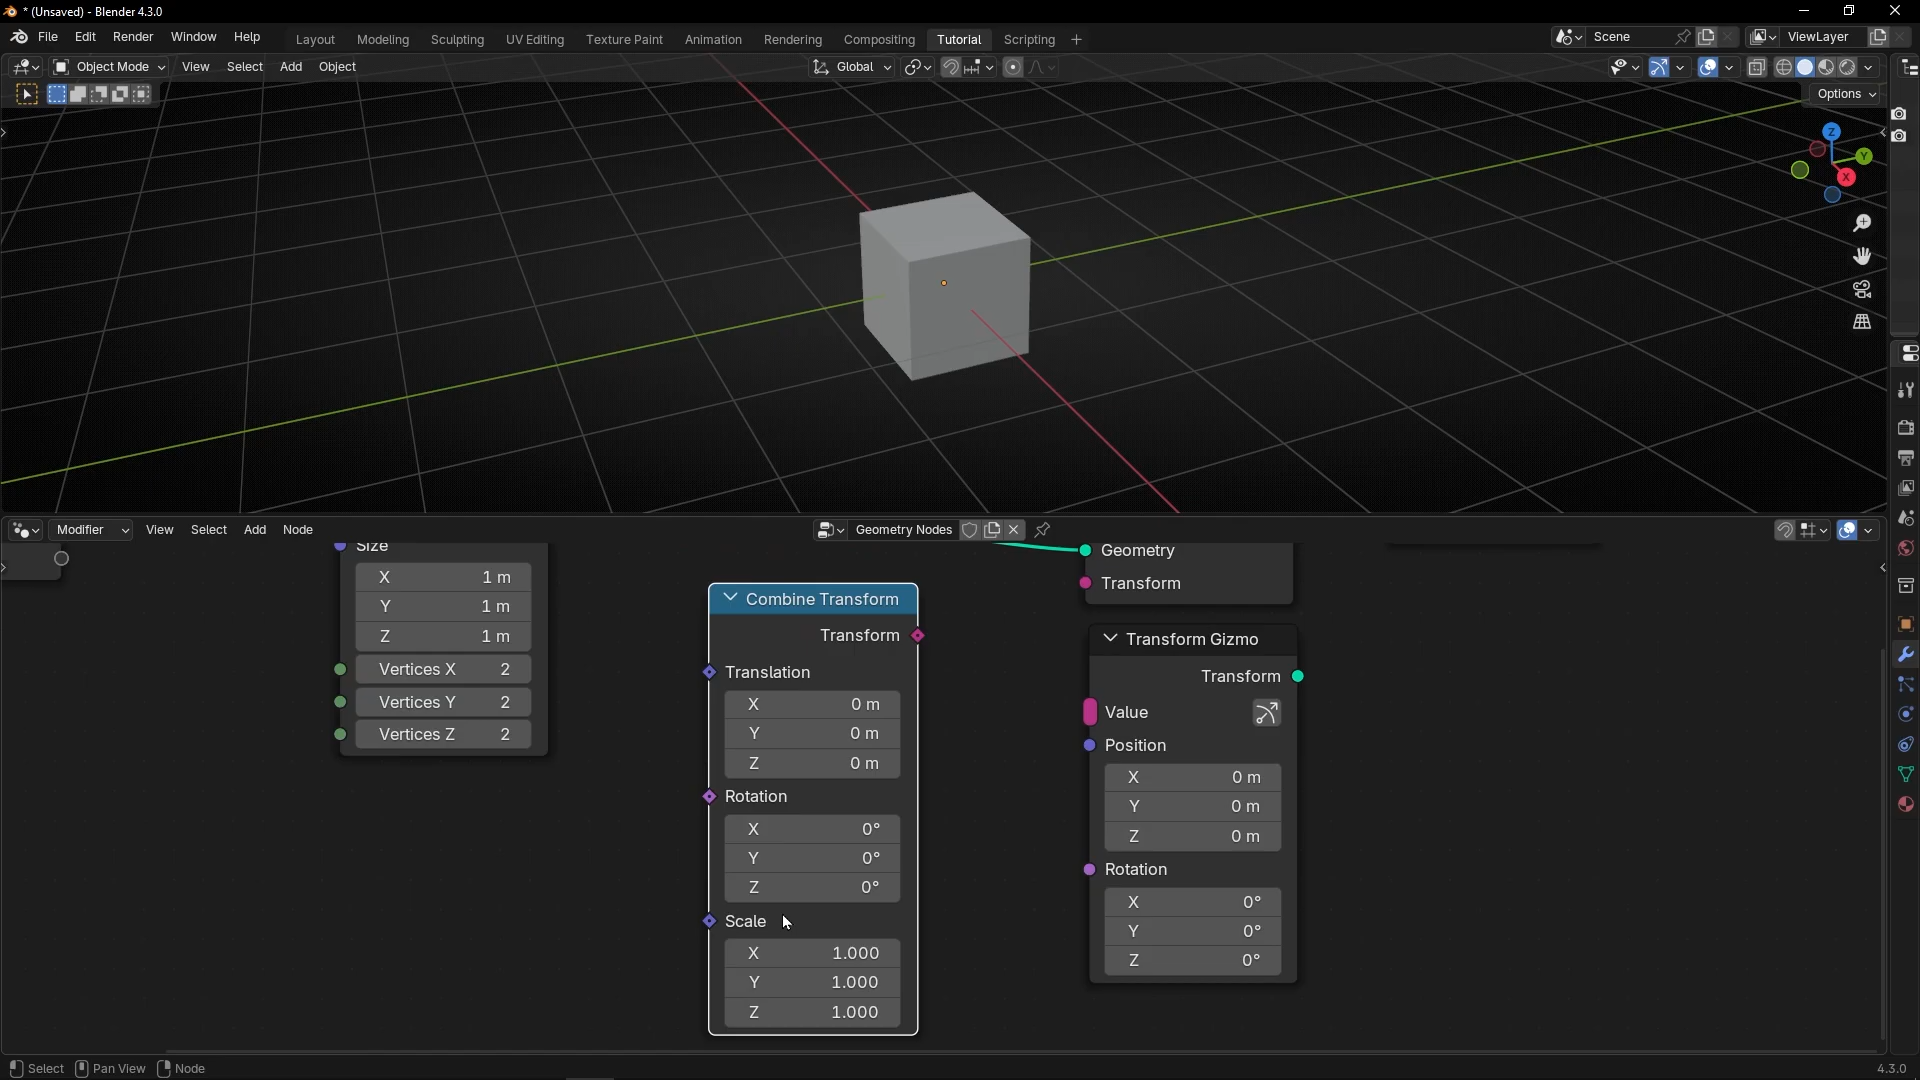 * (Unsaved) - Blender 4.3.0
File Edit Render Window Help
Layout Modeling Sculpting UV Editing Texture Paint Animation Rendering Compositing Tutorial Scripting +
Scene
ViewLayer
Object Mode View Select Add Object
Global
Options
Z
Y
X
Modifier View Select Add Node
Geometry Nodes
Size
X 1 m
Y 1 m
Z 1 m
Vertices X 2
Vertices Y 2
Vertices Z 2
Combine Transform
Transform
Translation
X 0 m
Y 0 m
Z 0 m
Rotation
X 0°
Y 0°
Z 0°
Scale
X 1.000
Y 1.000
Z 1.000
Geometry
Transform
Transform Gizmo
Transform
Value
Position
X 0 m
Y 0 m
Z 0 m
Rotation
X 0°
Y 0°
Z 0°
Select Pan View Node
4.3.0